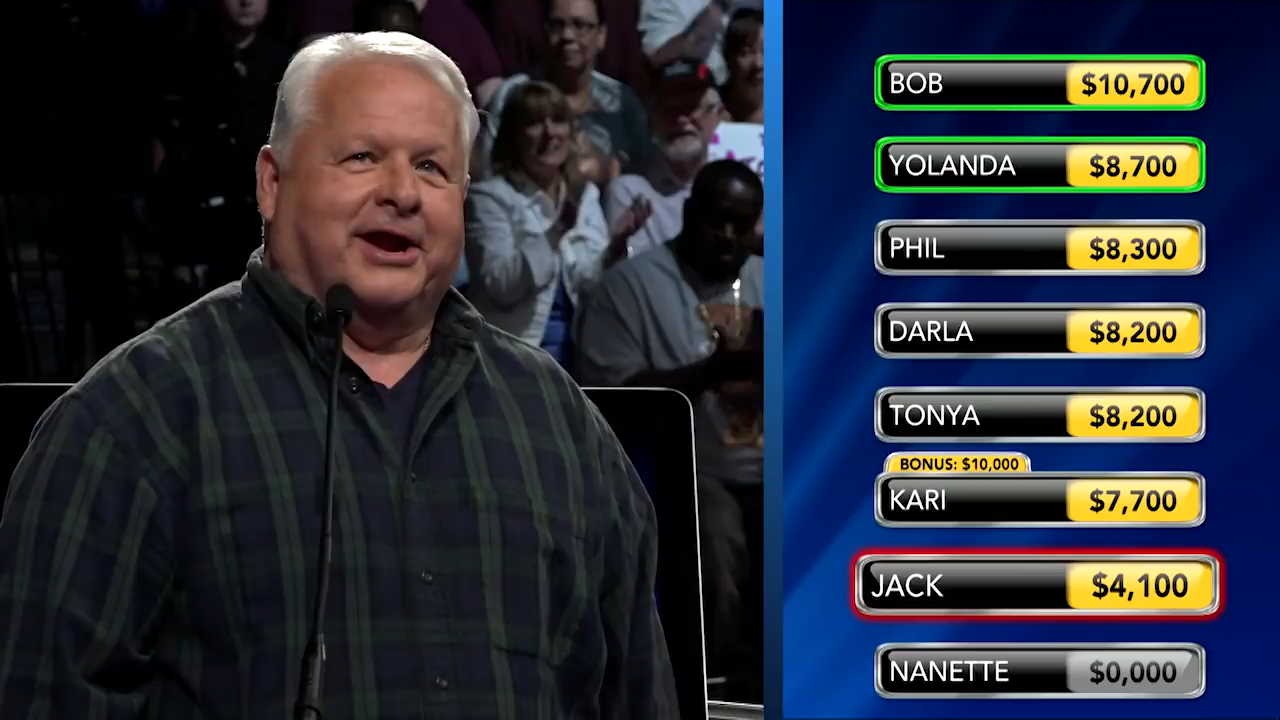 BOB $10,700
YOLANDA $8,700
PHIL $8,300
DARLA $8,200
TONYA $8,200
BONUS: $10,000
KARI $7,700
JACK $4,100
NANETTE $0,000